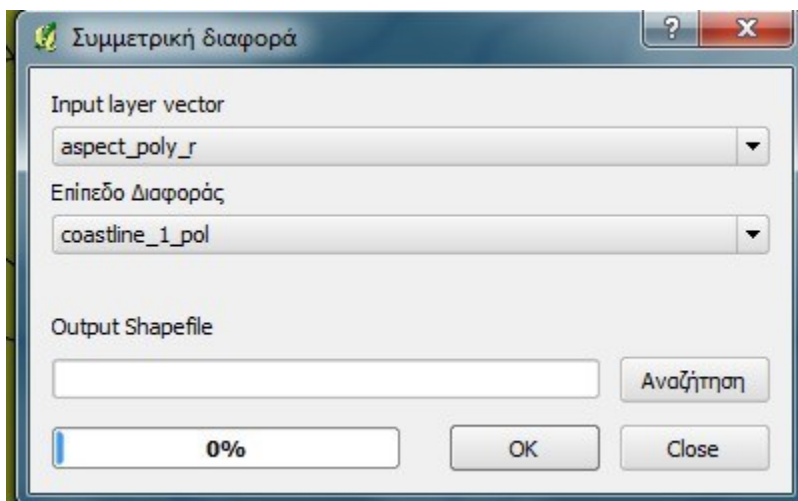 Συμμετρική διαφορά
Input layer vector
aspect_poly_r
Επίπεδο Διαφοράς
coastline_1_pol
Output Shapefile
Αναζήτηση
0%
OK
Close